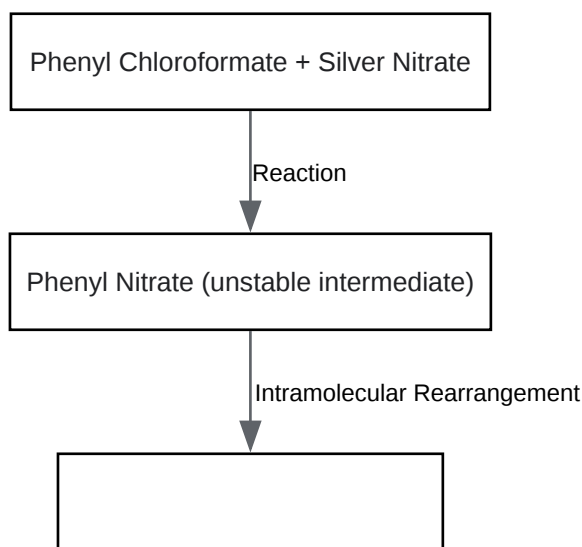 Phenyl Chloroformate + Silver Nitrate
Reaction
Phenyl Nitrate (unstable intermediate)
Intramolecular Rearrangement